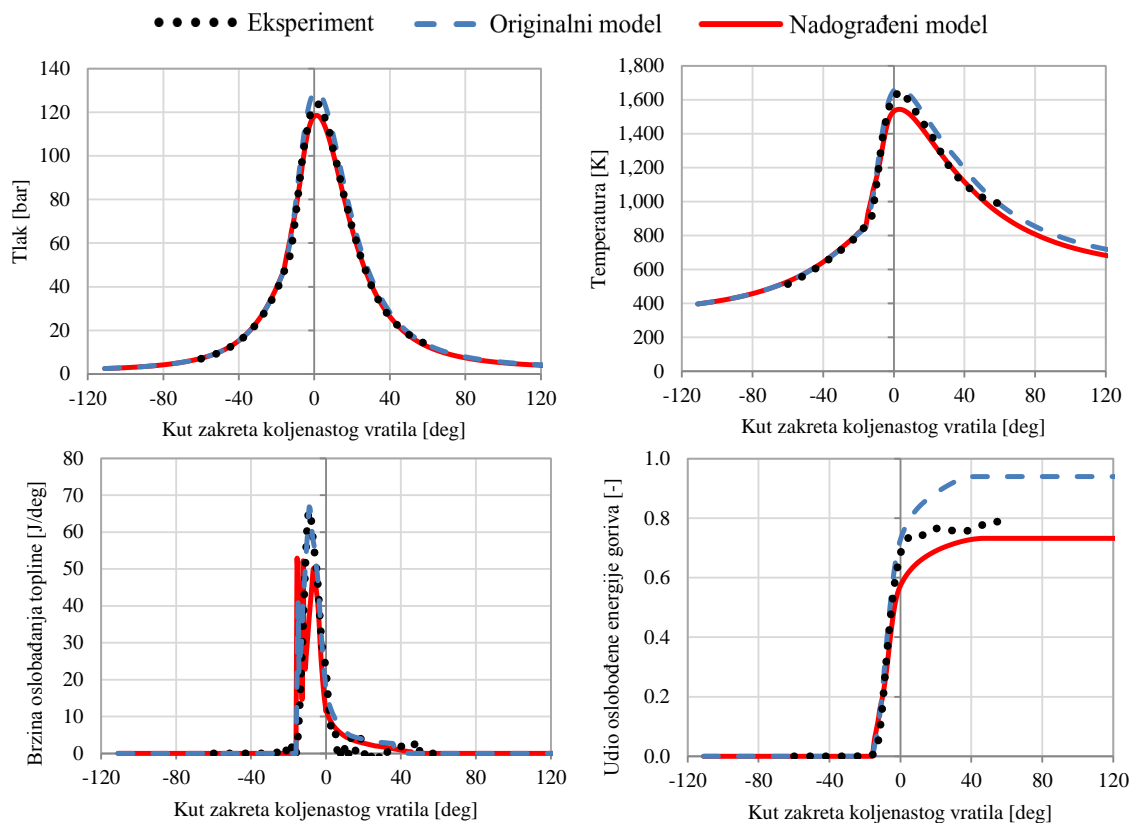 Eksperiment Originalni model Nadograđeni model
Tlak [bar]
140
120
100
80
60
40
20
0
-120 -80 -40 0 40 80 120
Kut zakreta koljenastog vratila [deg]
Temperatura [K]
1,800
1,600
1,400
1,200
1,000
800
600
400
200
0
-120 -80 -40 0 40 80 120
Kut zakreta koljenastog vratila [deg]
Brzina oslobađanja topline [J/deg]
80
70
60
50
40
30
20
10
0
-120 -80 -40 0 40 80 120
Kut zakreta koljenastog vratila [deg]
Udio oslobođene energije goriva [-]
1.0
0.8
0.6
0.4
0.2
0.0
-120 -80 -40 0 40 80 120
Kut zakreta koljenastog vratila [deg]